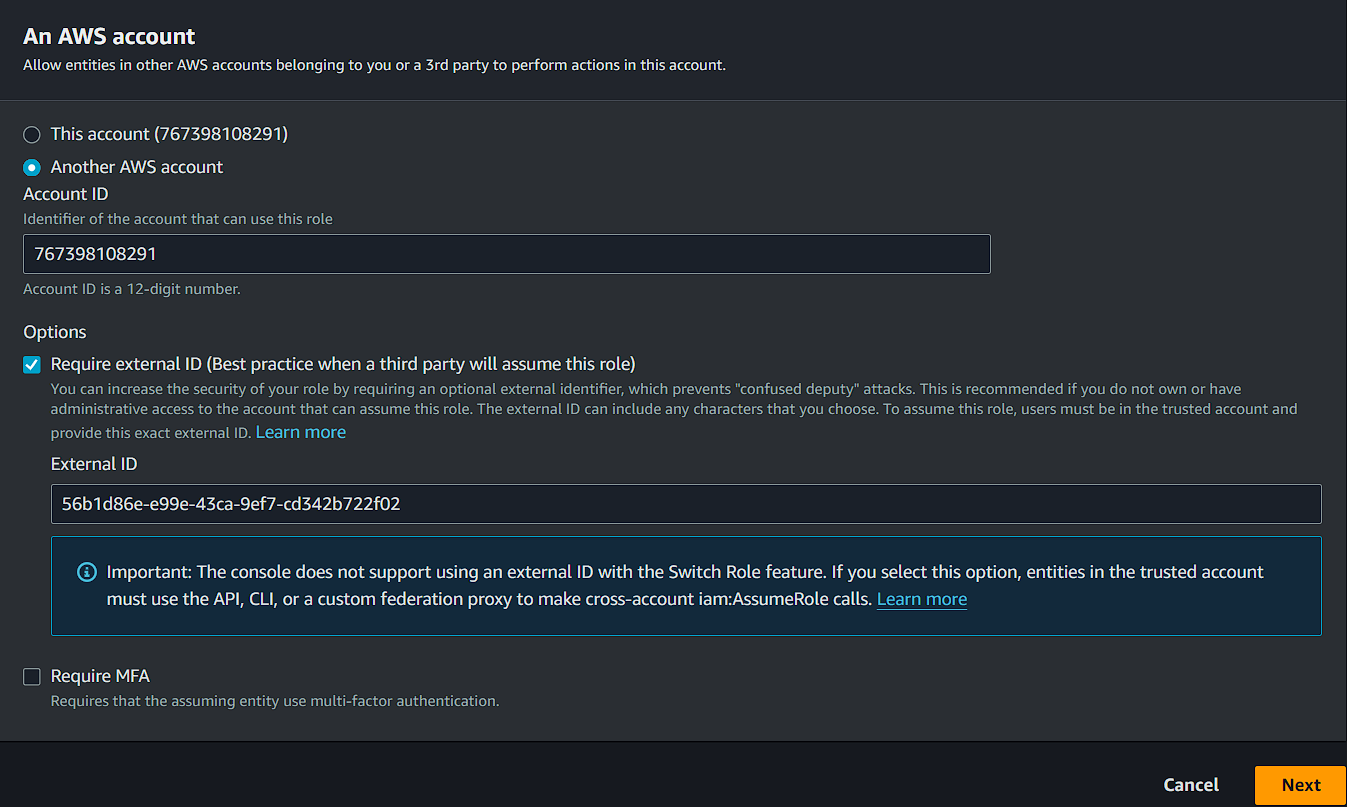 An AWS account
Allow entities in other AWS accounts belonging to you or a 3rd party to perform actions in this account.
This account (767398108291)
Another AWS account
Account ID
Identifier of the account that can use this role
767398108291
Account ID is a 12-digit number.
Options
Require external ID (Best practice when a third party will assume this role)
You can increase the security of your role by requiring an optional external identifier, which prevents "confused deputy" attacks. This is recommended if you do not own or have
administrative access to the account that can assume this role. The external ID can include any characters that you choose. To assume this role, users must be in the trusted account and
provide this exact external ID. Learn more
External ID
56b1d86e-e99e-43ca-9ef7-cd342b722f02
Important: The console does not support using an external ID with the Switch Role feature. If you select this option, entities in the trusted account
must use the API, CLI, or a custom federation proxy to make cross-account iam:AssumeRole calls. Learn more
Require MFA
Requires that the assuming entity use multi-factor authentication.
Cancel Next